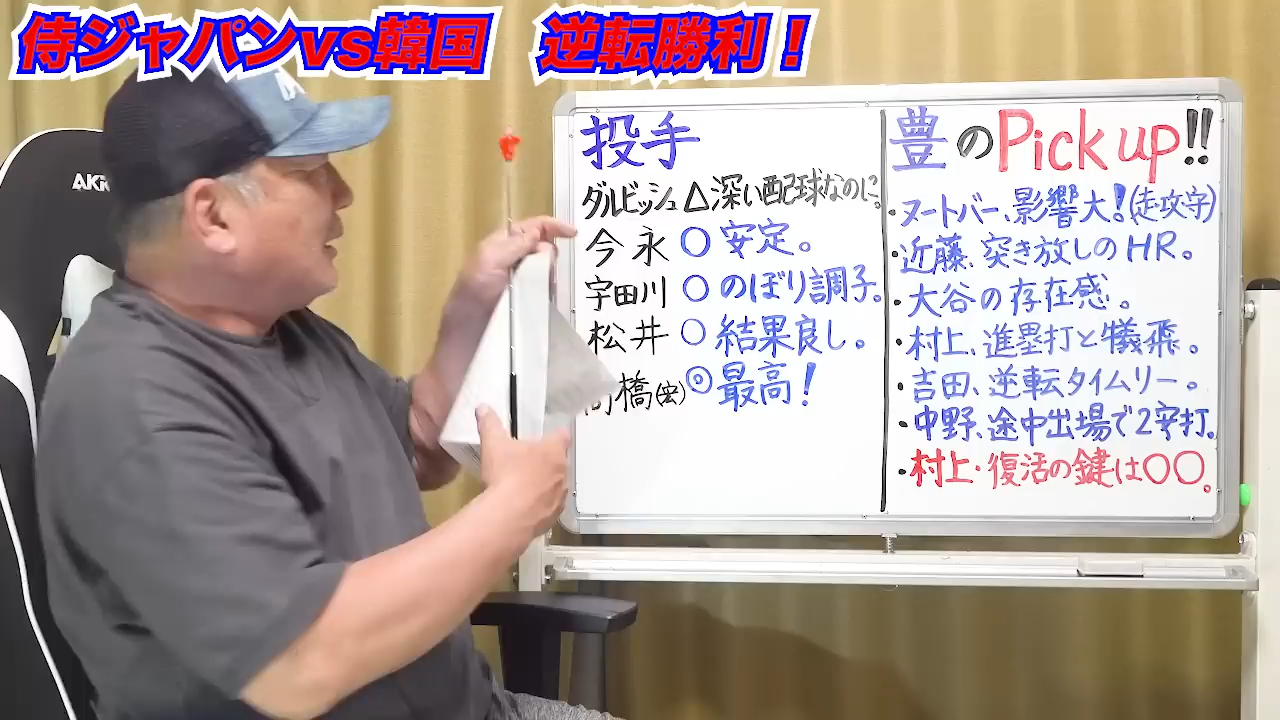 侍ジャパンvs韓国 逆転勝利！
投手
ダルビッシュ △ 深い配球なのに。
今永 〇 安定。
宇田川 〇 のぼり調子。
松井 〇 結果良し。
高橋(宏) ◎ 最高！
豊のPick up!!
・ヌートバー、影響大！(走攻守)
・近藤、突き放しのHR。
・大谷の存在感。
・村上、進塁打と犠飛。
・吉田、逆転タイムリー。
・中野、途中出場で2安打。
・村上・復活の鍵は〇〇。